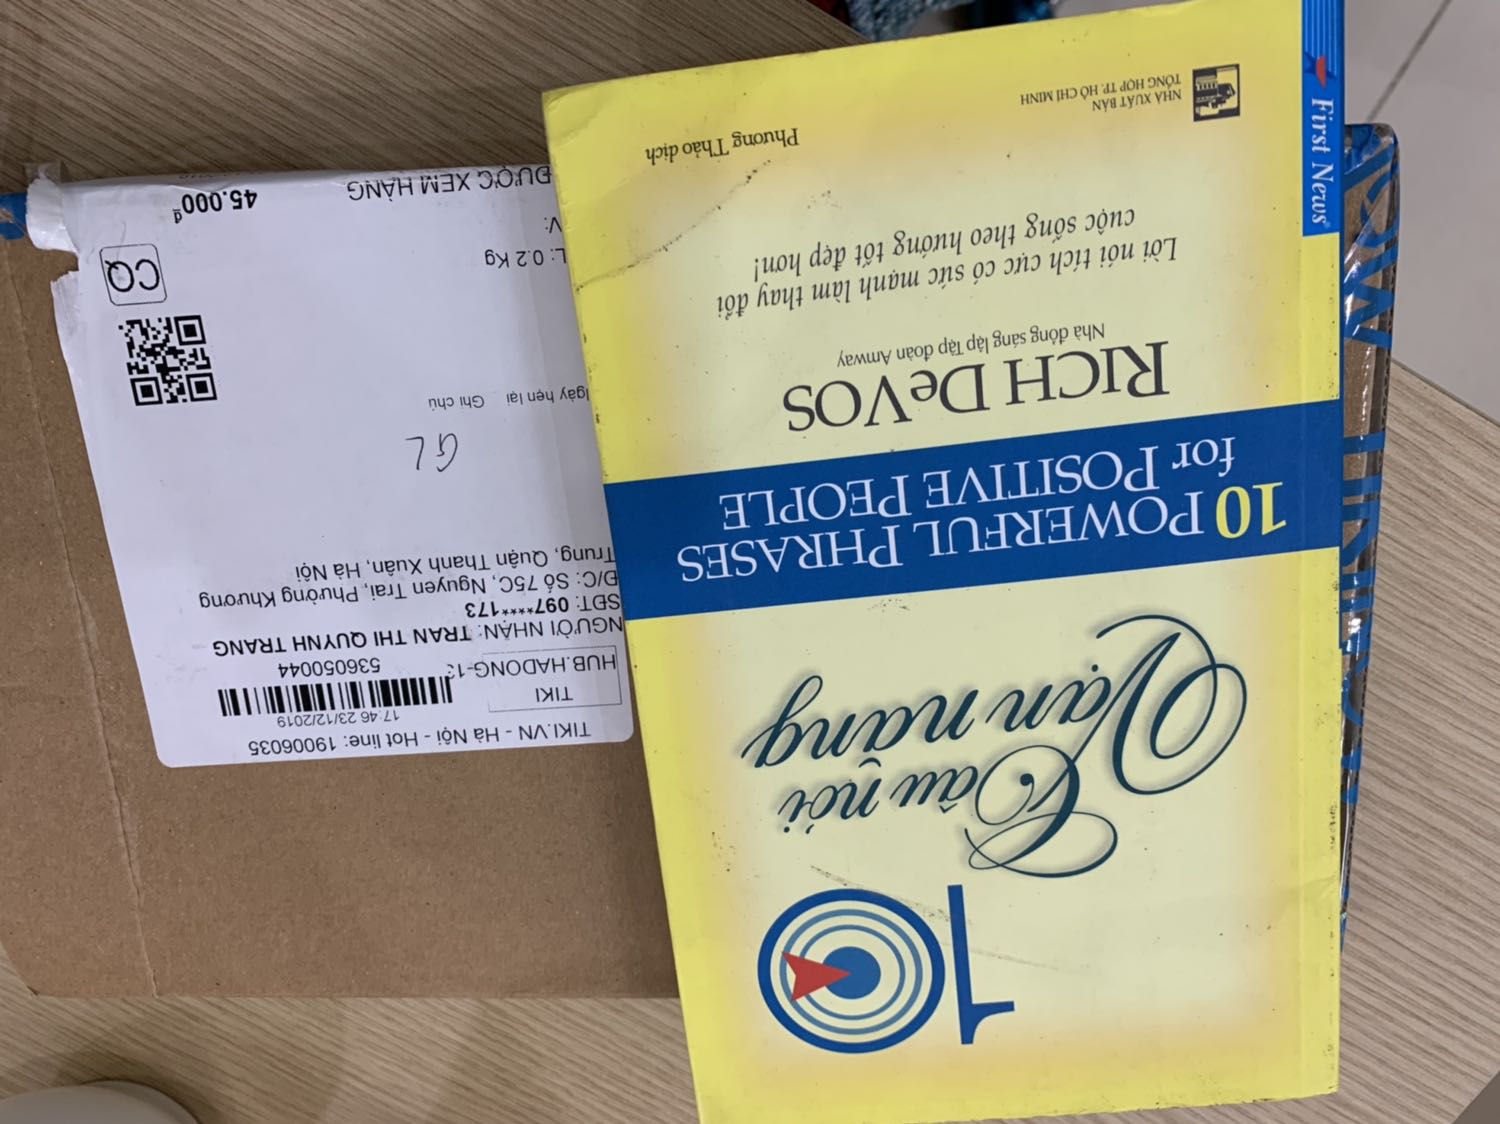 10
Câu nói
Vạn năng
10 POWERFUL PHRASES
for POSITIVE PEOPLE
RICH DeVOS
Nhà đồng sáng lập Tập đoàn Amway
Lời nói tích cực có sức mạnh làm thay đổi
cuộc sống theo hướng tốt đẹp hơn!
Phương Thảo dịch
NHÀ XUẤT BẢN
TỔNG HỢP TP. HỒ CHÍ MINH
First News
TIKI.VN - Hà Nội - Hot line: 19006035
17:46 23/12/2019
TIKI
HUB.HADONG-13
536050044
NGƯỜI NHẬN: TRAN THI QUYNH TRANG
SĐT: 097****173
Đ/C: Số 75C, Nguyen Trai, Phường Khương
Trung, Quận Thanh Xuân, Hà Nội
GL
Ngày hẹn lại Ghi chú
L: 0.2 Kg
V:
ĐƯỢC XEM HÀNG
45.000₫
CQ